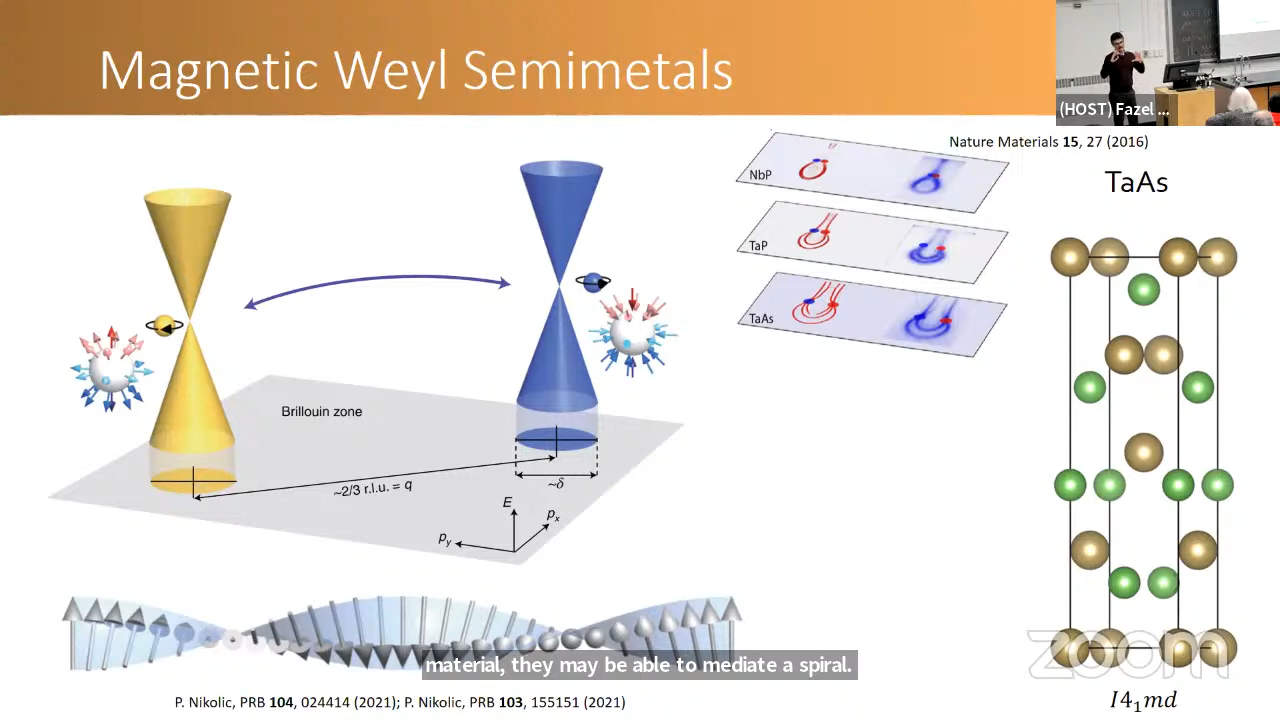 Magnetic Weyl Semimetals
(HOST) Fazel ...
Nature Materials 15, 27 (2016)
TaAs
NbP
TaP
TaAs
Brillouin zone
~2/3 r.l.u. = q
~δ
E
pₓ
p_y
material, they may be able to mediate a spiral.
zoom
P. Nikolic, PRB 104, 024414 (2021); P. Nikolic, PRB 103, 155151 (2021)
I4₁md